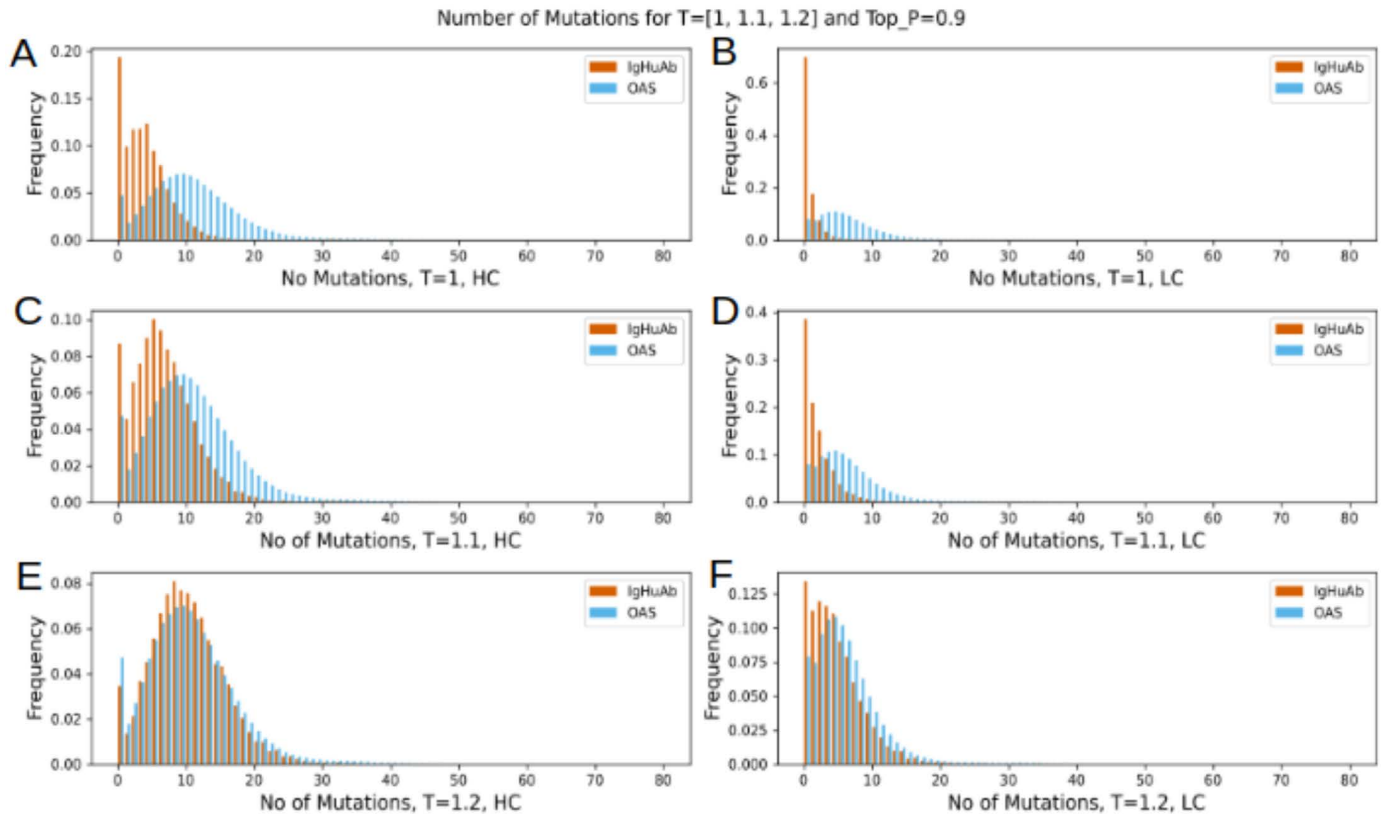 Number of Mutations for T=[1, 1.1, 1.2] and Top_P=0.9
A
0.20
0.15
0.10
0.05
0.00
Frequency
IgHuAb
OAS
0 10 20 30 40 50 60 70 80
No Mutations, T=1, HC
B
0.6
0.4
0.2
0.0
Frequency
IgHuAb
OAS
0 10 20 30 40 50 60 70 80
No Mutations, T=1, LC
C
0.10
0.08
0.06
0.04
0.02
0.00
Frequency
IgHuAb
OAS
0 10 20 30 40 50 60 70 80
No of Mutations, T=1.1, HC
D
0.4
0.3
0.2
0.1
0.0
Frequency
IgHuAb
OAS
0 10 20 30 40 50 60 70 80
No of Mutations, T=1.1, LC
E
0.08
0.06
0.04
0.02
0.00
Frequency
IgHuAb
OAS
0 10 20 30 40 50 60 70 80
No of Mutations, T=1.2, HC
F
0.125
0.100
0.075
0.050
0.025
0.000
Frequency
IgHuAb
OAS
0 10 20 30 40 50 60 70 80
No of Mutations, T=1.2, LC